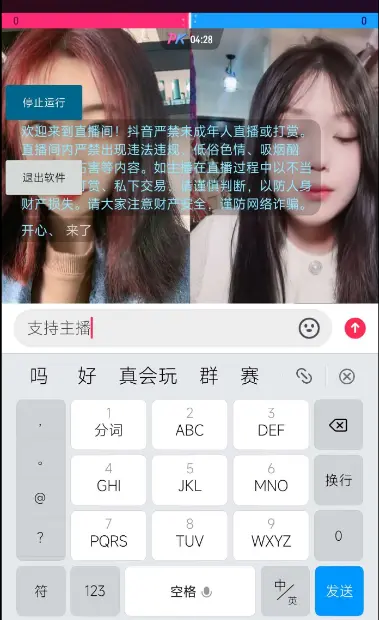 0
0
PK 04:28
停止运行
欢迎来到直播间！抖音严禁未成年人直播或打赏。
直播间内严禁出现违法违规、低俗色情、吸烟酗
害等内容。如主播在直播过程中以不当
退出软件
赏、私下交易，请谨慎判断，以防人身
财产损失。请大家注意财产安全，谨防网络诈骗。
开心、 来了
支持主播
吗 好 真会玩 群 赛
， 1 2 3
分词 ABC DEF
。 4 5 6 换行
GHI JKL MNO
@
7 8 9 0
？ PQRS TUV WXYZ
符 123 空格 中/英 发送